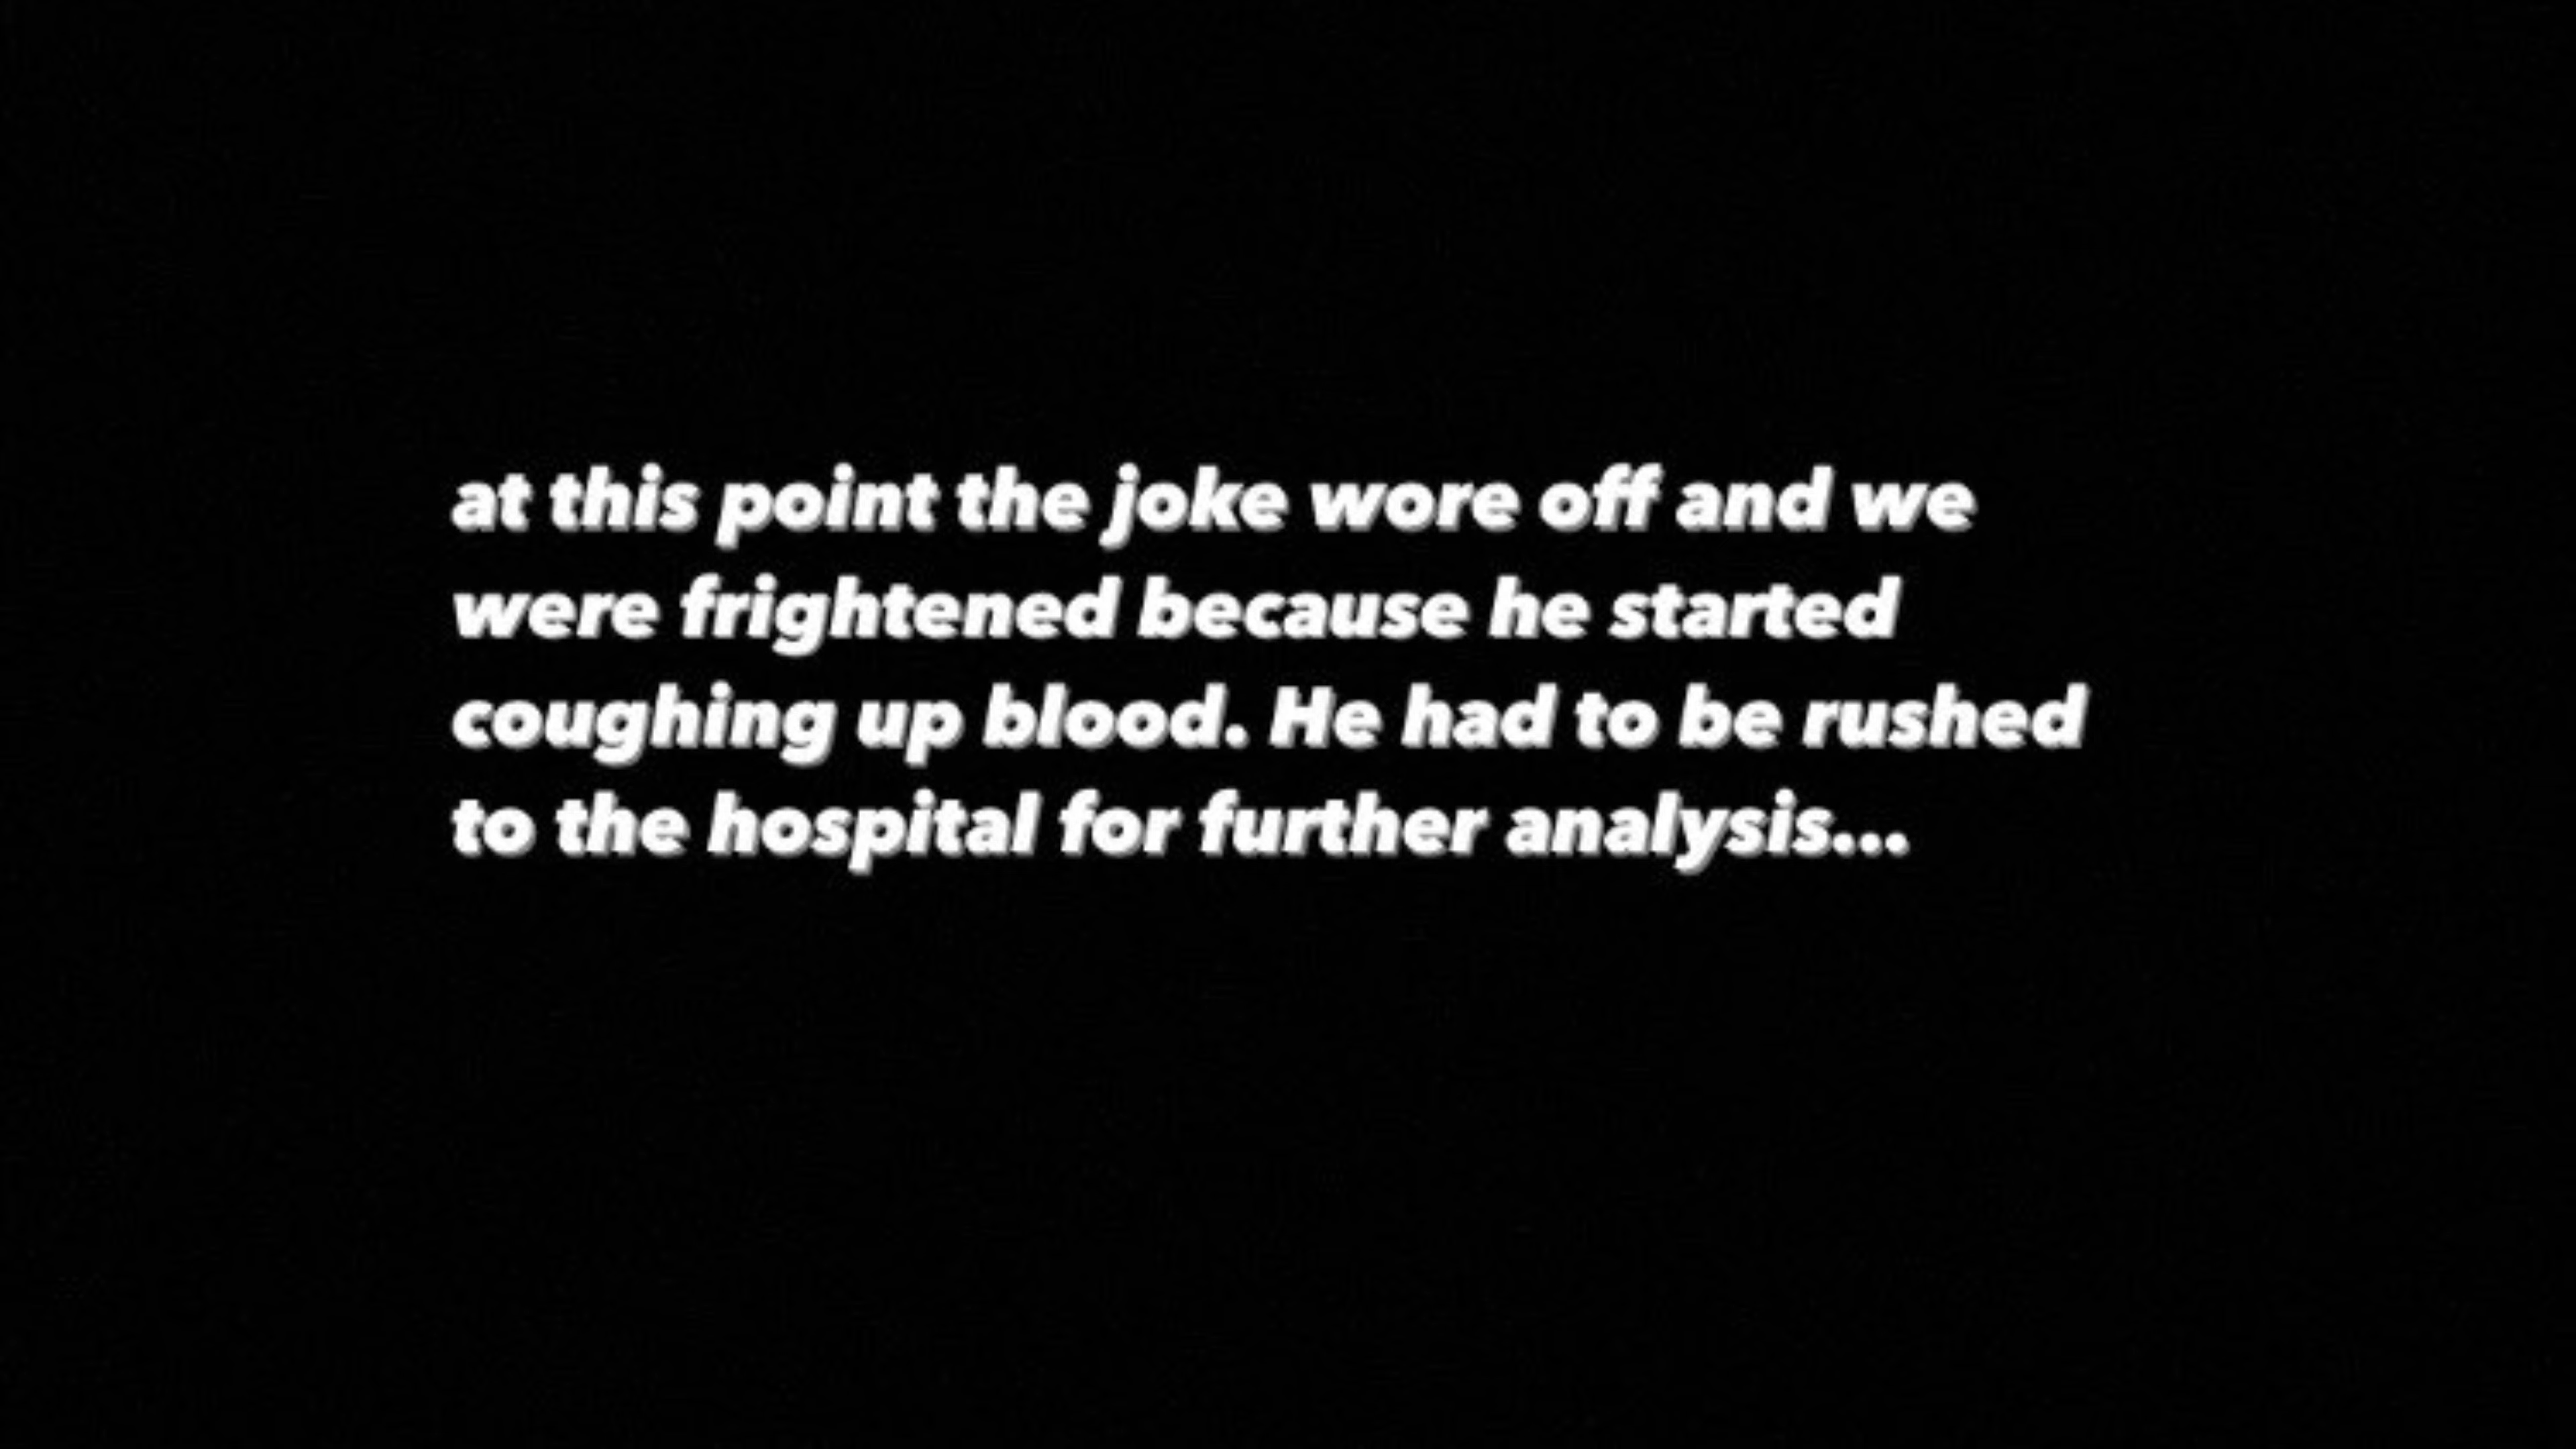 at this point the joke wore off and we
were frightened because he started
coughing up blood. He had to be rushed
to the hospital for further analysis...